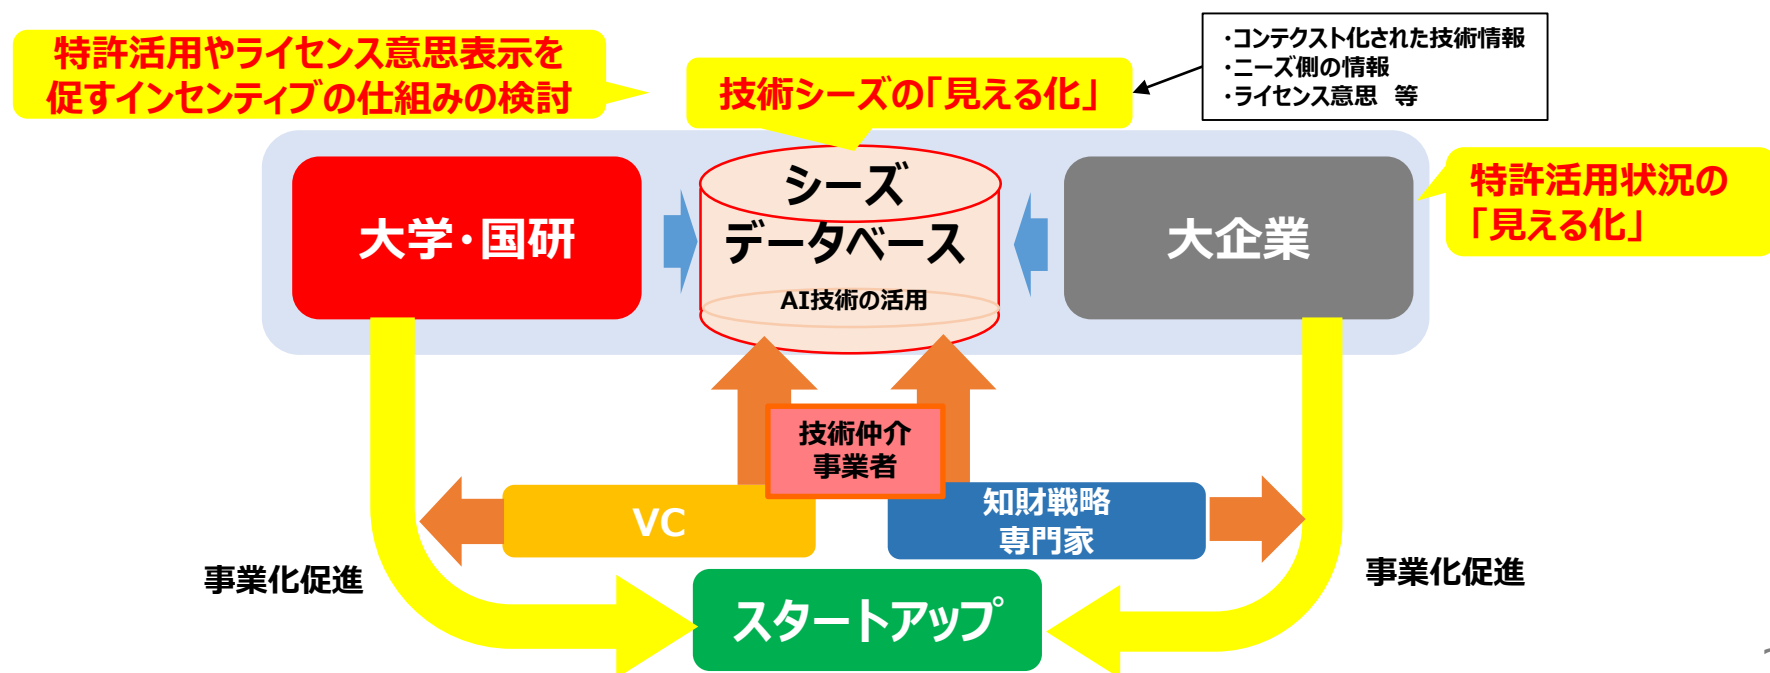 特許活用やライセンス意思表示を
促すインセンティブの仕組みの検討
技術シーズの「見える化」
・コンテクスト化された技術情報
・ニーズ側の情報
・ライセンス意思　等
特許活用状況の
「見える化」
大学・国研
シーズ
データベース
AI技術の活用
大企業
技術仲介
事業者
VC
知財戦略
専門家
事業化促進
事業化促進
スタートアップ